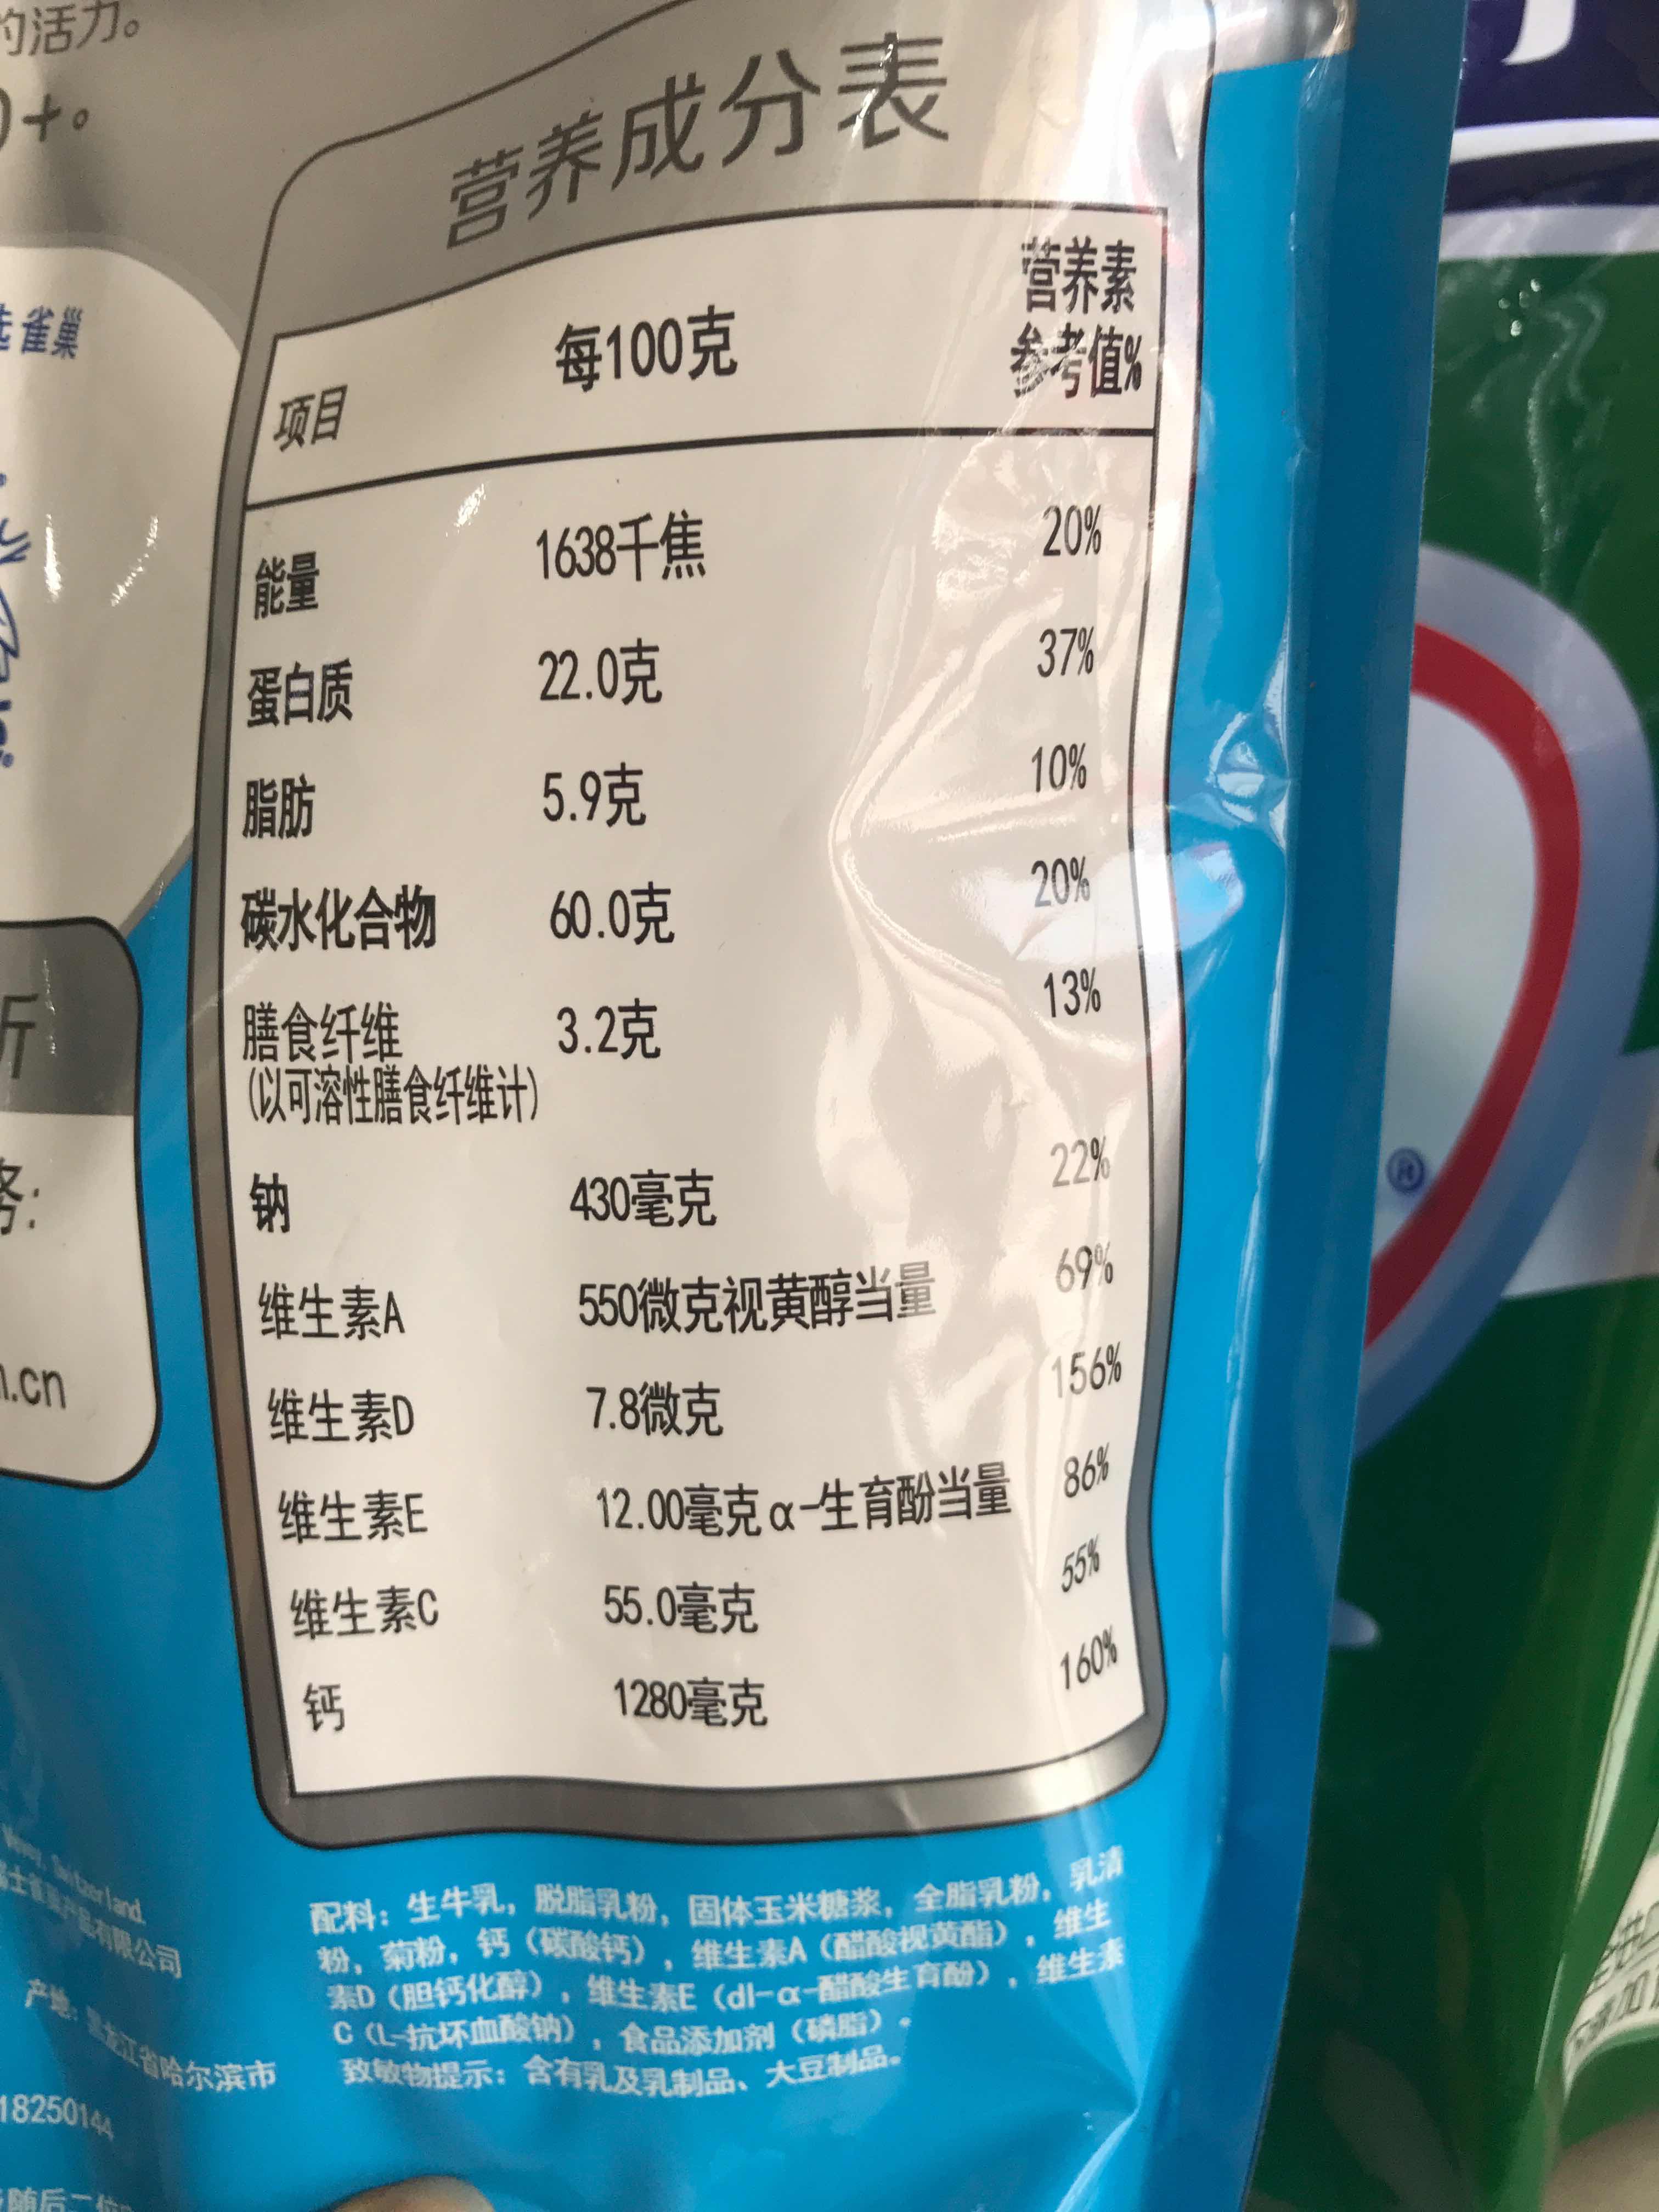 的活力。
雀巢
营养成分表
项目 每100克 营养素
参考值%
能量 1638千焦 20%
蛋白质 22.0克 37%
脂肪 5.9克 10%
碳水化合物 60.0克 20%
膳食纤维 3.2克 13%
(以可溶性膳食纤维计)
钠 430毫克 22%
维生素A 550微克视黄醇当量 69%
维生素D 7.8微克 156%
维生素E 12.00毫克α-生育酚当量 86%
维生素C 55.0毫克 55%
钙 1280毫克 160%
.cn
配料：生牛乳，脱脂乳粉，固体玉米糖浆，全脂乳粉，乳清
粉，菊粉，钙（碳酸钙），维生素A（醋酸视黄酯），维生
素D（胆钙化醇），维生素E（dl-α-醋酸生育酚），维生素
C（L-抗坏血酸钠），食品添加剂（磷脂）。
致敏物提示：含有乳及乳制品、大豆制品。
Switzerland
产品有限公司
产地：黑龙江省哈尔滨市
18250144
®